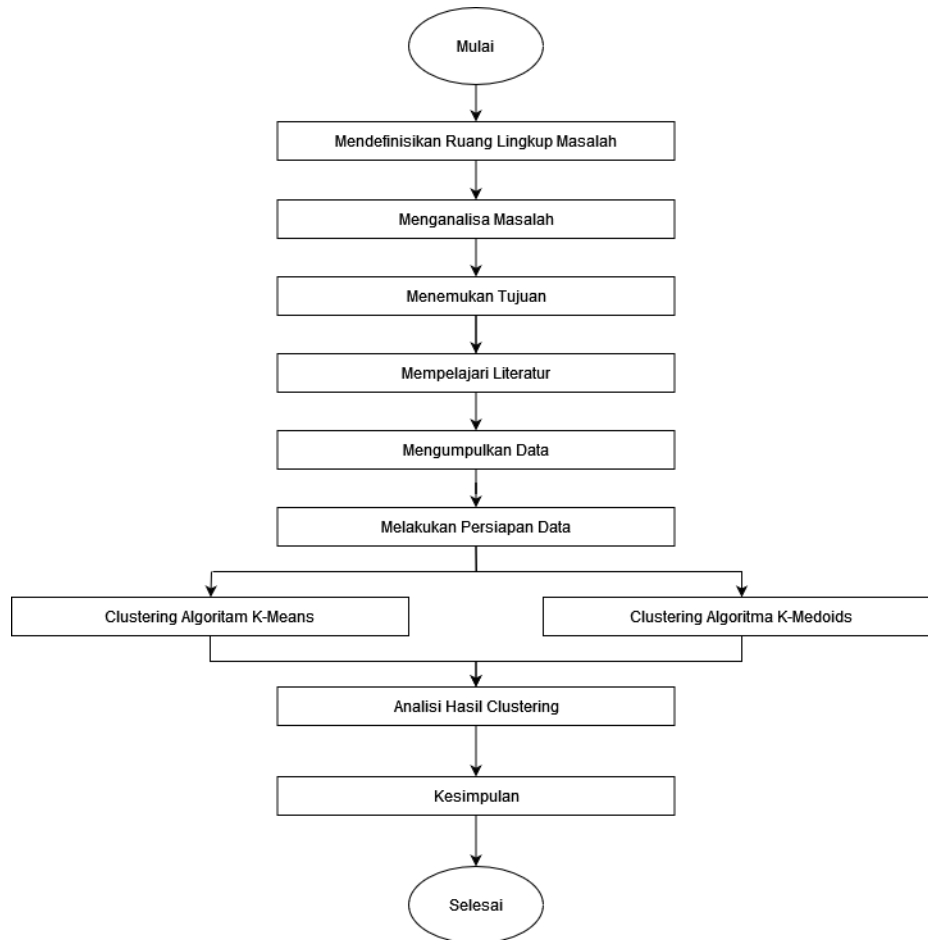 Mulai
Mendefinisikan Ruang Lingkup Masalah
Menganalisa Masalah
Menemukan Tujuan
Mempelajari Literatur
Mengumpulkan Data
Melakukan Persiapan Data
Clustering Algoritam K-Means
Clustering Algoritma K-Medoids
Analisi Hasil Clustering
Kesimpulan
Selesai